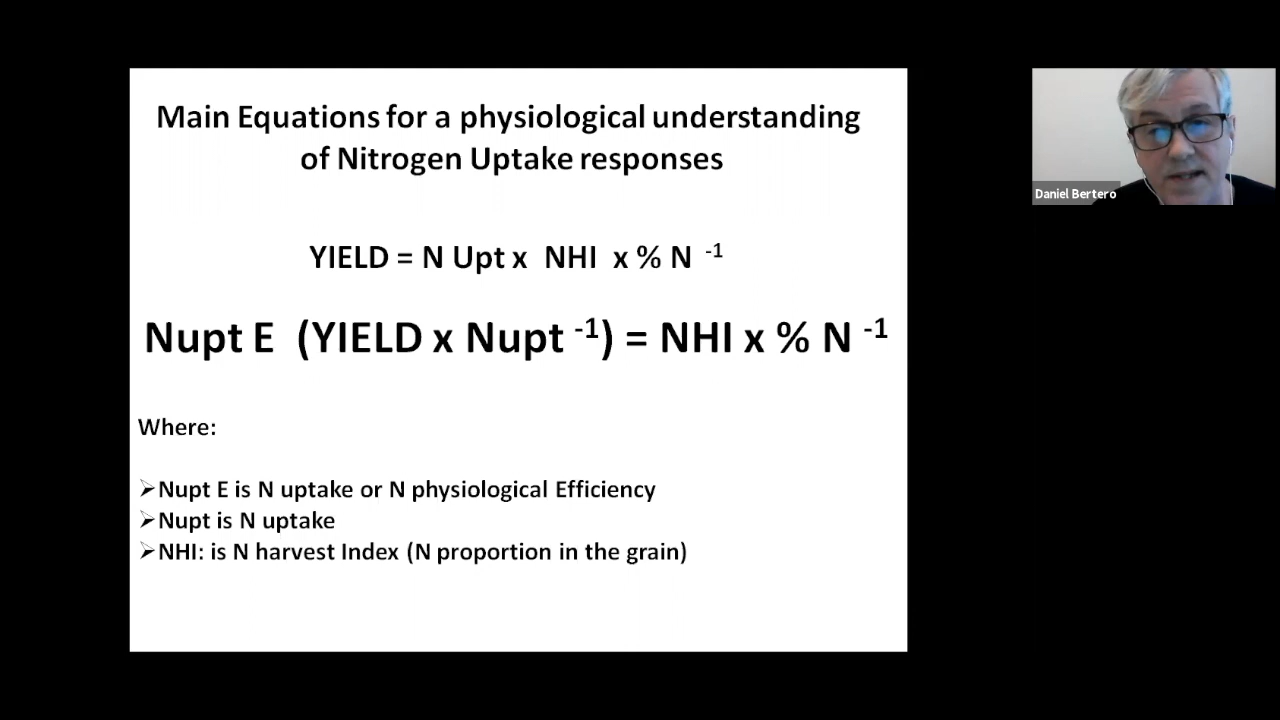 Main Equations for a physiological understanding
of Nitrogen Uptake responses
YIELD = N Upt x NHI x % N ⁻¹
Nupt E (YIELD x Nupt ⁻¹) = NHI x % N ⁻¹
Where:
➢Nupt E is N uptake or N physiological Efficiency
➢Nupt is N uptake
➢NHI: is N harvest Index (N proportion in the grain)
Daniel Bertero